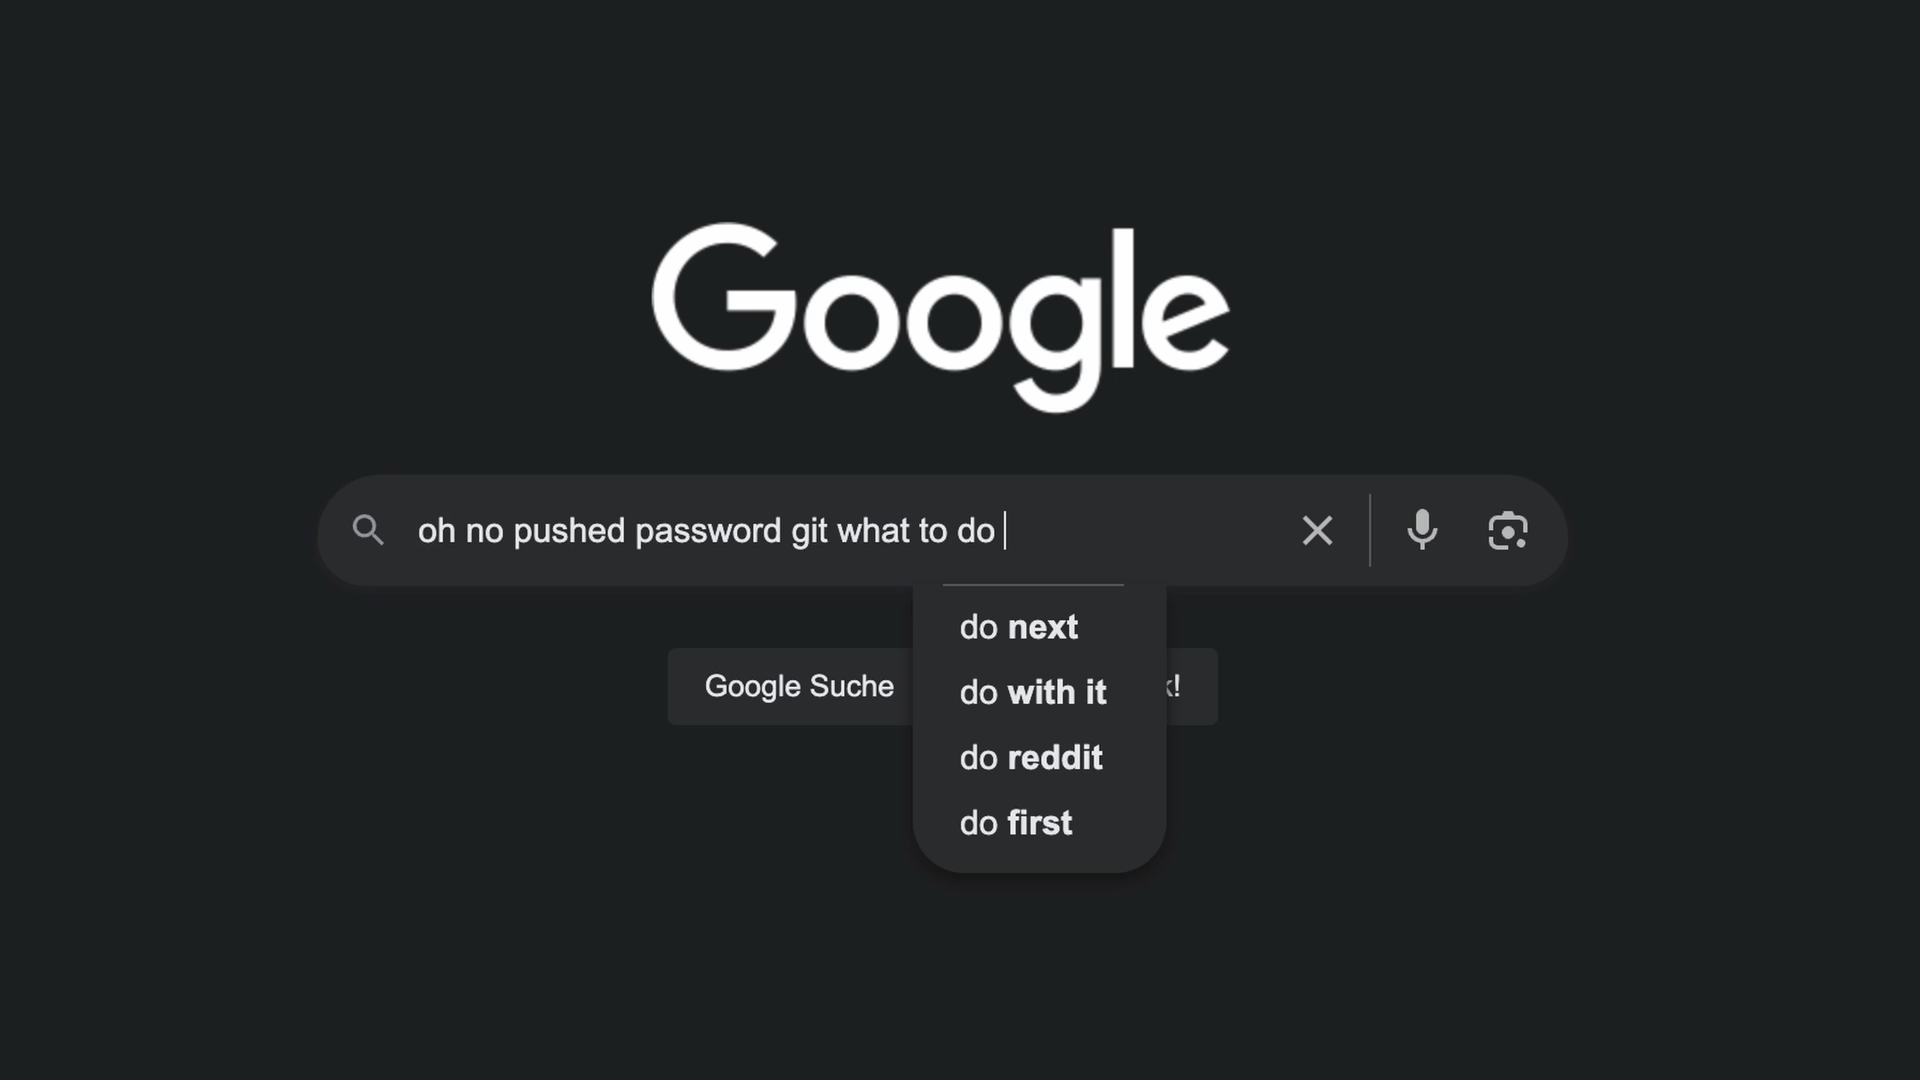 Google
oh no pushed password git what to do
do next
do with it
do reddit
do first
Google Suche
k!